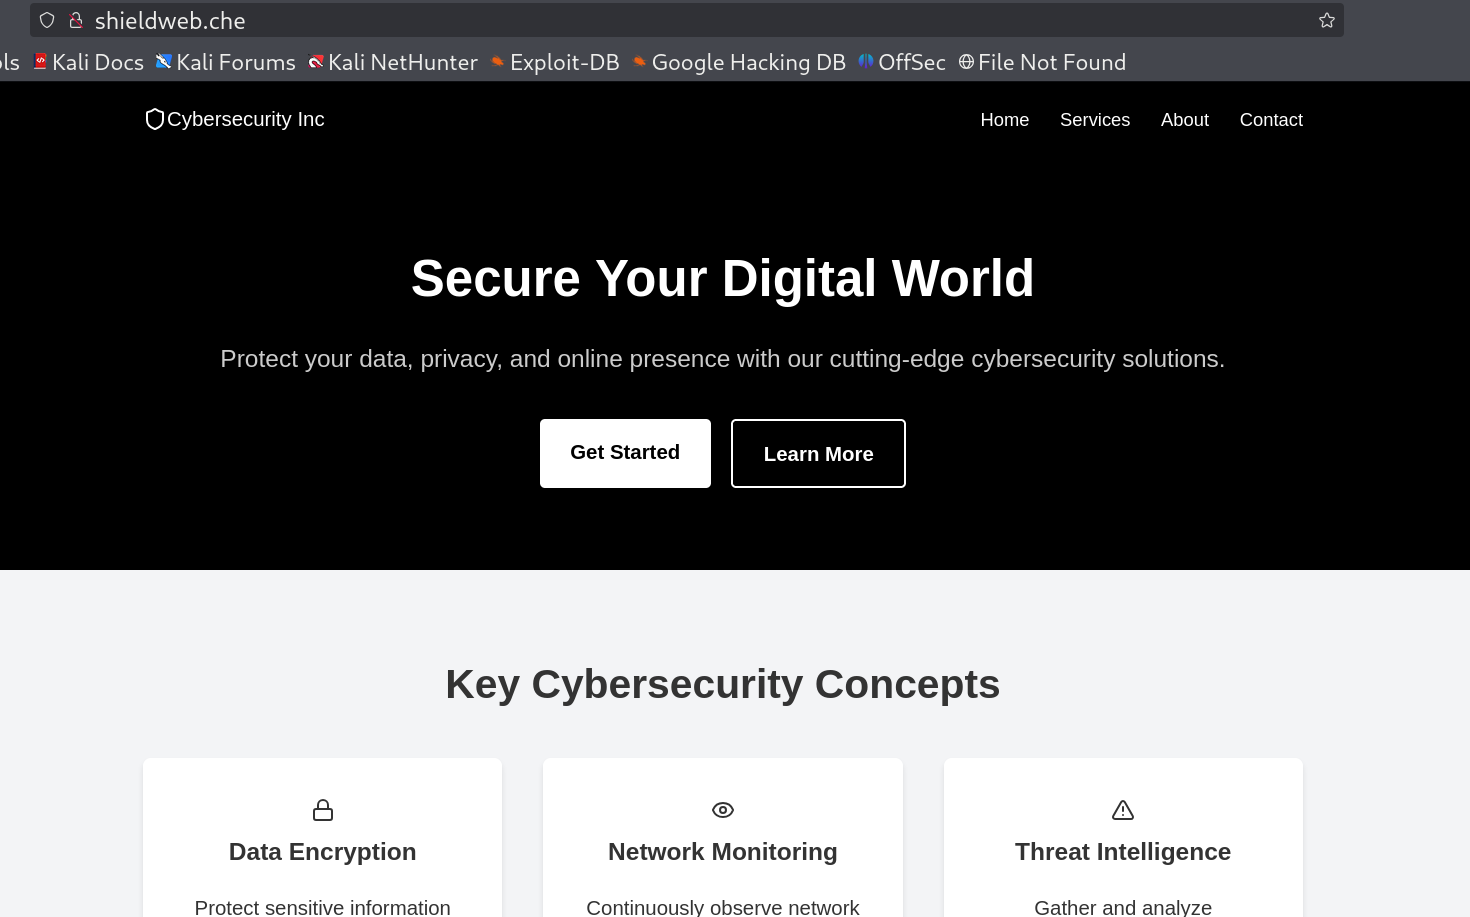 shieldweb.che
Kali Docs Kali Forums Kali NetHunter Exploit-DB Google Hacking DB OffSec File Not Found
Cybersecurity Inc
Home Services About Contact
Secure Your Digital World
Protect your data, privacy, and online presence with our cutting-edge cybersecurity solutions.
Get Started Learn More
Key Cybersecurity Concepts
Data Encryption Network Monitoring Threat Intelligence
Protect sensitive information Continuously observe network Gather and analyze